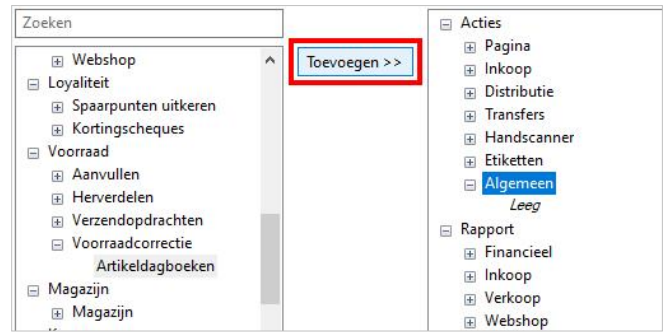 Zoeken
Webshop
Loyaliteit
Spaarpunten uitkeren
Kortingscheques
Voorraad
Aanvullen
Herverdelen
Verzendopdrachten
Voorraadcorrectie
Artikeldagboeken
Magazijn
Magazijn
Toevoegen >>
Acties
Pagina
Inkoop
Distributie
Transfers
Handscanner
Etiketten
Algemeen
Leeg
Rapport
Financieel
Inkoop
Verkoop
Webshop